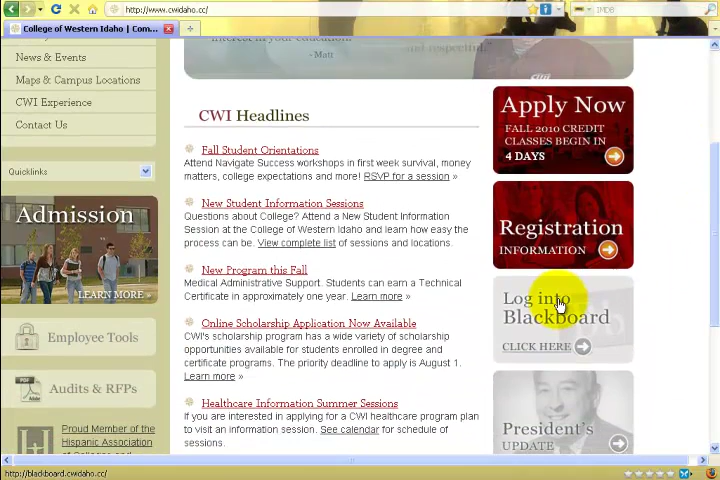 http://www.cwidaho.cc/
IMDB
College of Western Idaho | Com...
News & Events
Maps & Campus Locations
CWI Experience
Contact Us
Quicklinks
Admission
LEARN MORE »
Employee Tools
Audits & RFPs
Proud Member of the
Hispanic Association
interest in your education.
and respectful."
- Matt
CWI Headlines
Fall Student Orientations
Attend Navigate Success workshops in first week survival, money
matters, college expectations and more! RSVP for a session »
New Student Information Sessions
Questions about College? Attend a New Student Information
Session at the College of Western Idaho and learn how easy the
process can be. View complete list of sessions and locations.
New Program this Fall
Medical Administrative Support. Students can earn a Technical
Certificate in approximately one year. Learn more »
Online Scholarship Application Now Available
CWI's scholarship program has a wide variety of scholarship
opportunities available for students enrolled in degree and
certificate programs. The priority deadline to apply is August 1.
Learn more »
Healthcare Information Summer Sessions
If you are interested in applying for a CWI healthcare program plan
to visit an information session. See calendar for schedule of
sessions.
Apply Now
FALL 2010 CREDIT
CLASSES BEGIN IN
4 DAYS
Registration
INFORMATION
Log into
Blackboard
CLICK HERE
President's
UPDATE
http://blackboard.cwidaho.cc/